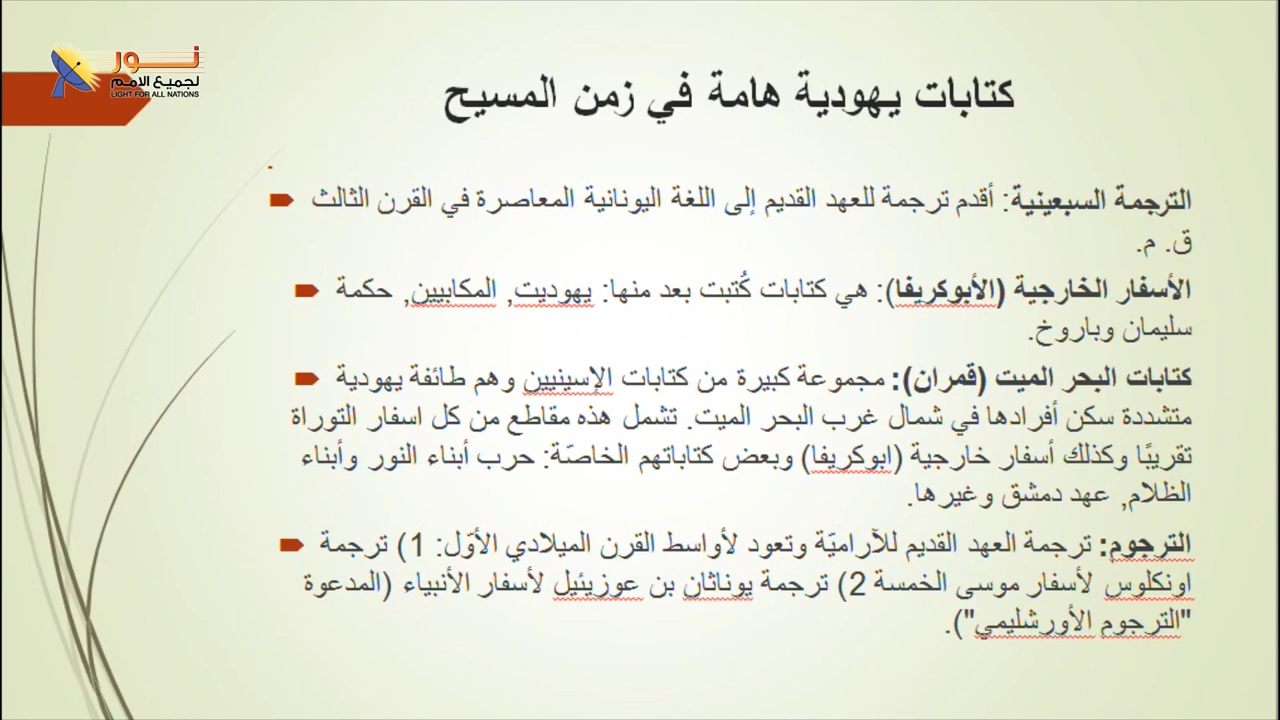 نور
لجميع الامم
LIGHT FOR ALL NATIONS
كتابات يهودية هامة في زمن المسيح
الترجمة السبعينية: أقدم ترجمة للعهد القديم إلى اللغة اليونانية المعاصرة في القرن الثالث
ق. م.
الأسفار الخارجية (الأبوكريفا): هي كتابات كُتبت بعد منها: يهوديت, المكابيين, حكمة
سليمان وباروخ.
كتابات البحر الميت (قمران): مجموعة كبيرة من كتابات الإسينيين وهم طائفة يهودية
متشددة سكن أفرادها في شمال غرب البحر الميت. تشمل هذه مقاطع من كل اسفار التوراة
تقريبًا وكذلك أسفار خارجية (ابوكريفا) وبعض كتاباتهم الخاصّة: حرب أبناء النور وأبناء
الظلام, عهد دمشق وغيرها.
الترجوم: ترجمة العهد القديم للآراميّة وتعود لأواسط القرن الميلادي الأوّل: 1) ترجمة
اونكلوس لأسفار موسى الخمسة 2) ترجمة يوناثان بن عوزيئيل لأسفار الأنبياء (المدعوة
"الترجوم الأورشليمي").